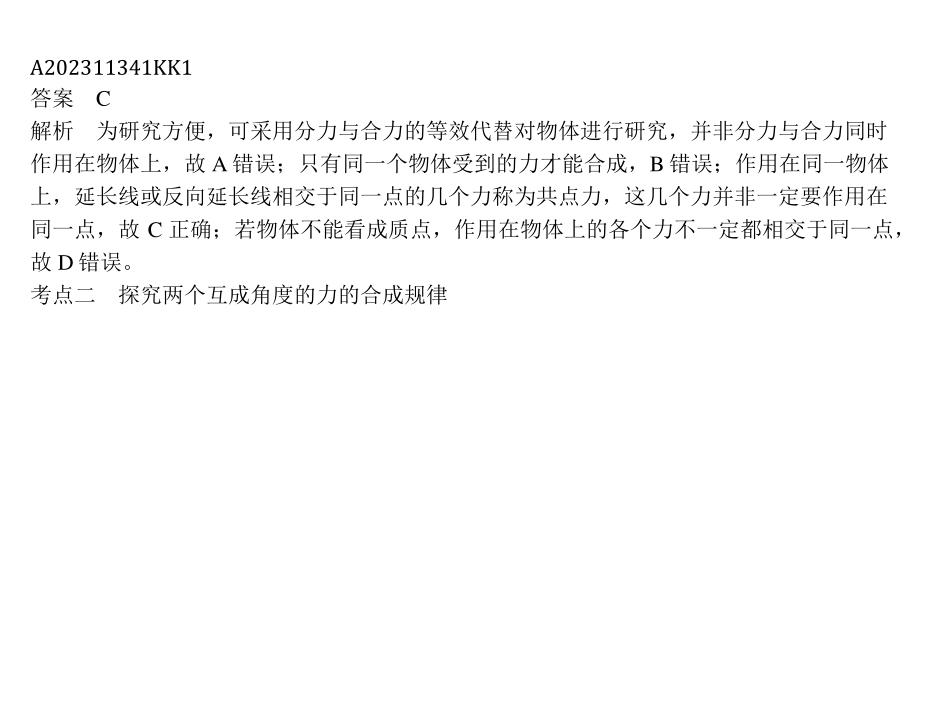 A202311341KK1
答案　C
解析　为研究方便，可采用分力与合力的等效代替对物体进行研究，并非分力与合力同时
作用在物体上，故 A 错误；只有同一个物体受到的力才能合成，B 错误；作用在同一物体
上，延长线或反向延长线相交于同一点的几个力称为共点力，这几个力并非一定要作用在
同一点，故 C 正确；若物体不能看成质点，作用在物体上的各个力不一定都相交于同一点，
故 D 错误。
考点二　探究两个互成角度的力的合成规律